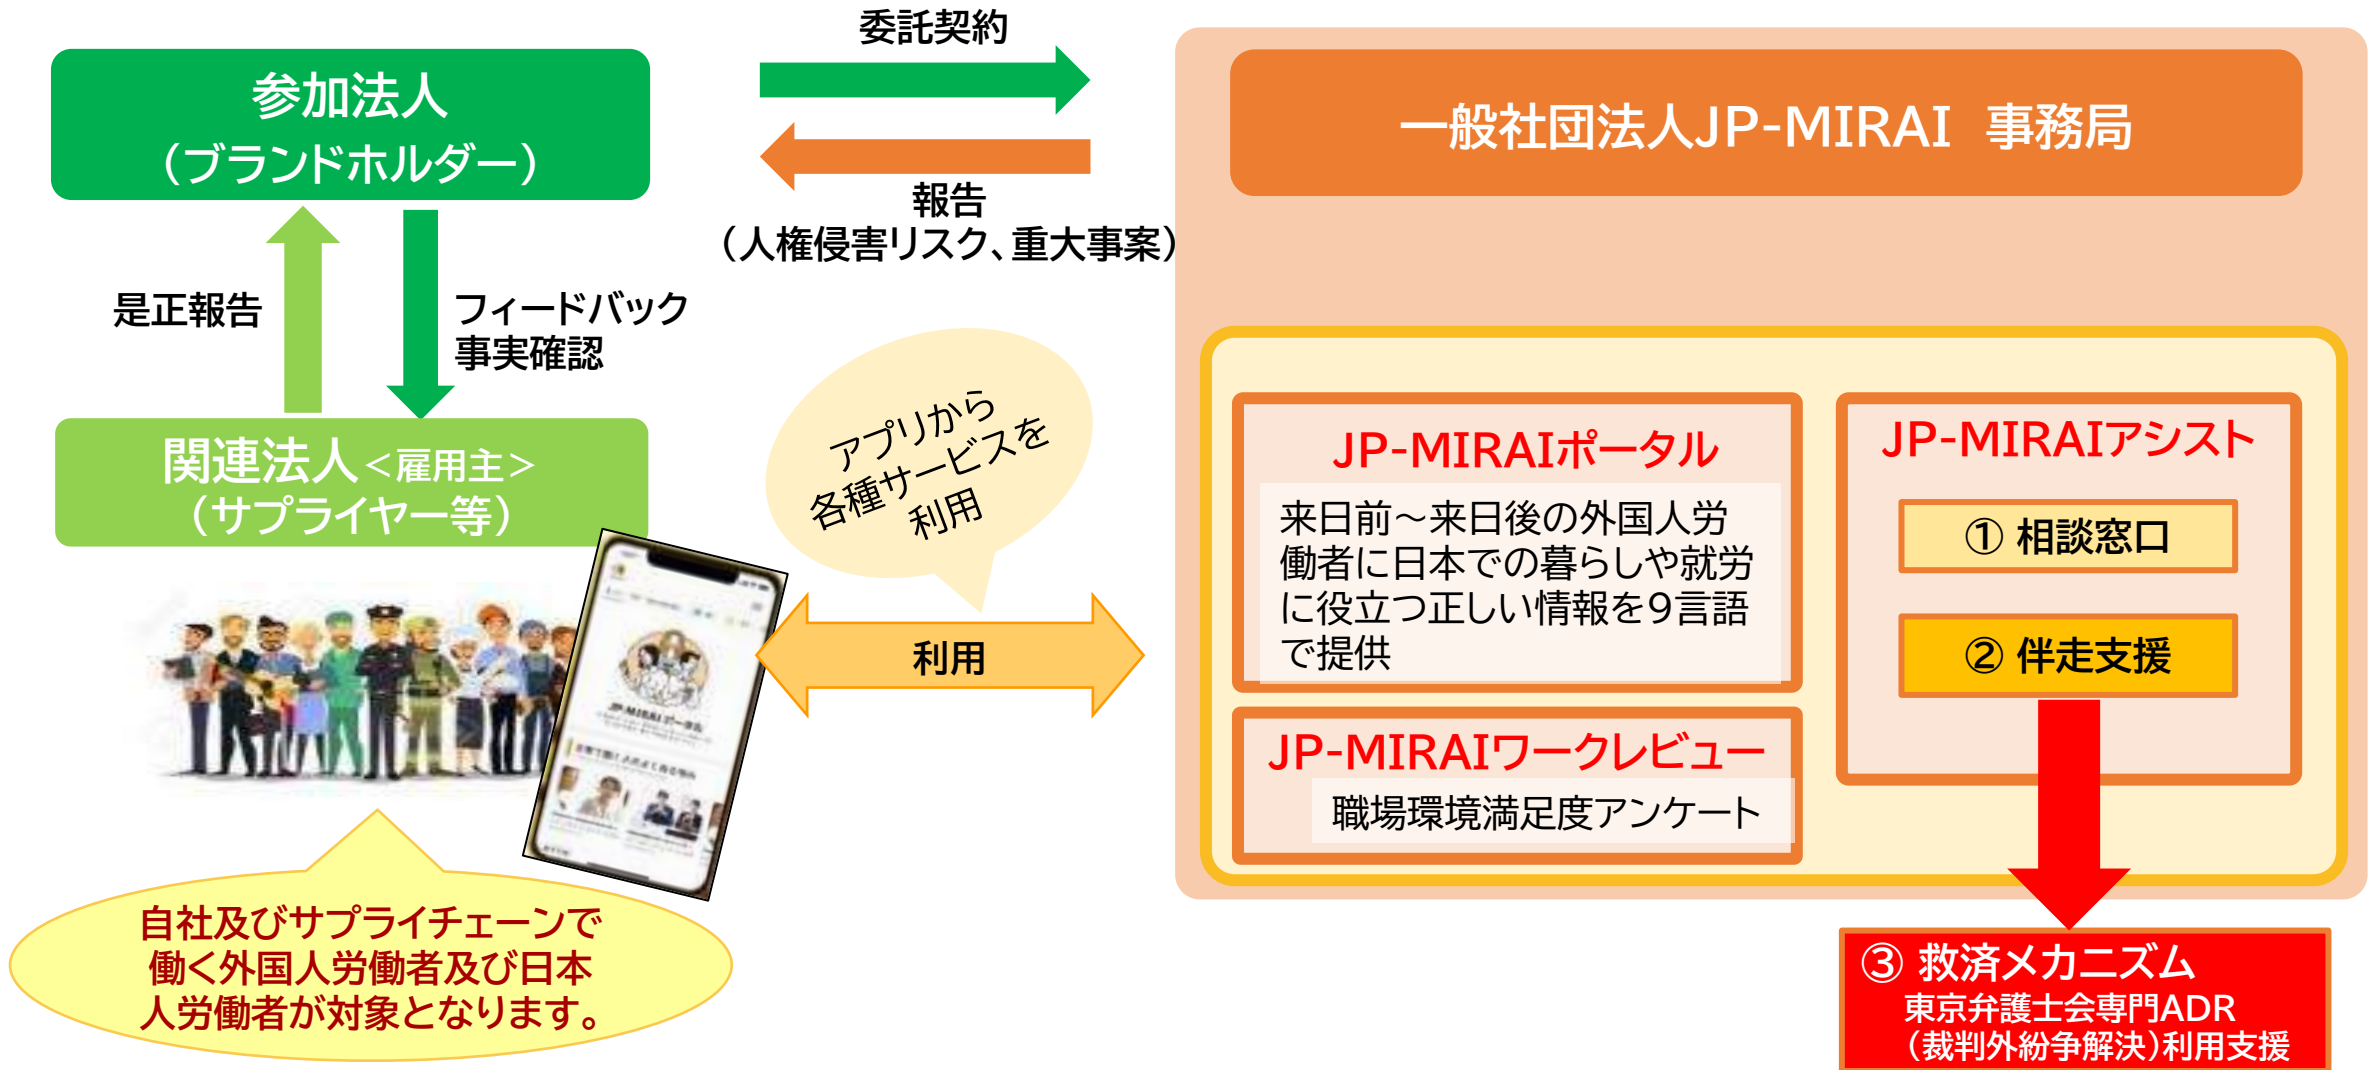 委託契約
参加法人
（ブランドホルダー）
一般社団法人JP-MIRAI　事務局
報告
（人権侵害リスク、重大事案）
是正報告
フィードバック
事実確認
関連法人＜雇用主＞
（サプライヤー等）
アプリから
各種サービスを
利用
利用
JP-MIRAIポータル
来日前～来日後の外国人労
働者に日本での暮らしや就労
に役立つ正しい情報を9言語
で提供
JP-MIRAIワークレビュー
職場環境満足度アンケート
JP-MIRAIアシスト
① 相談窓口
② 伴走支援
JP-MIRAI ポータル
自社及びサプライチェーンで
働く外国人労働者及び日本
人労働者が対象となります。
③ 救済メカニズム
東京弁護士会専門ADR
（裁判外紛争解決）利用支援